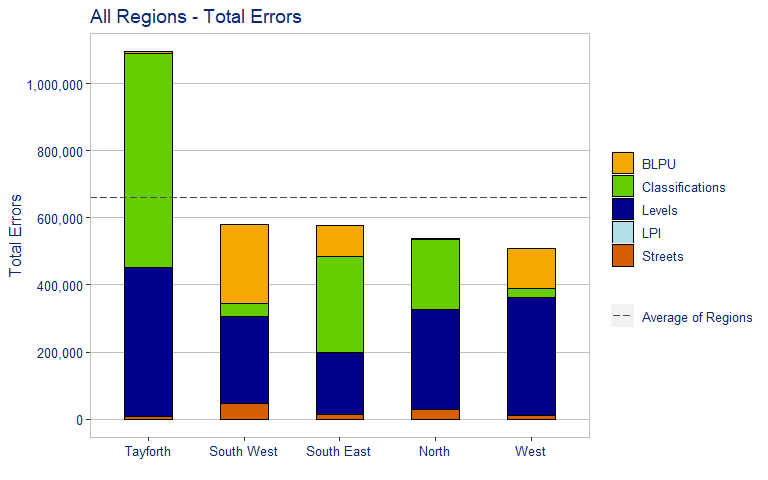 All Regions - Total Errors
Total Errors
1,000,000
800,000
600,000
400,000
200,000
0
Tayforth South West South East North West
BLPU
Classifications
Levels
LPI
Streets
Average of Regions